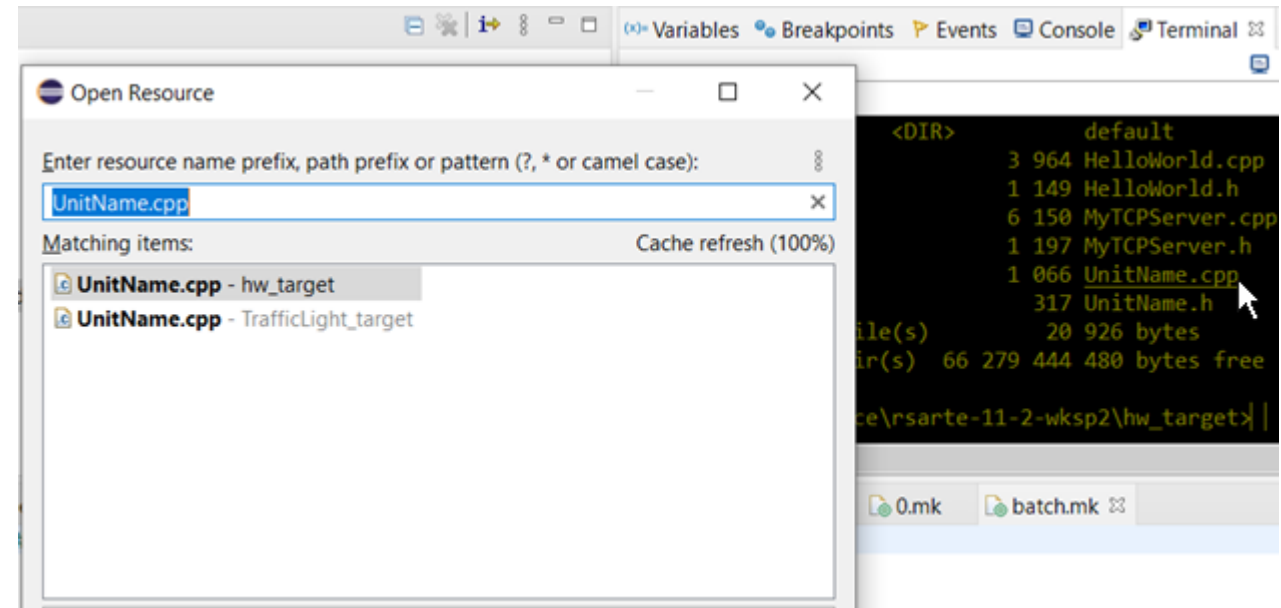 Variables Breakpoints Events Console Terminal
Open Resource
Enter resource name prefix, path prefix or pattern (?, * or camel case):
UnitName.cpp
Matching items: Cache refresh (100%)
UnitName.cpp - hw_target
UnitName.cpp - TrafficLight_target
<DIR> default
3 964 HelloWorld.cpp
1 149 HelloWorld.h
6 150 MyTCPServer.cpp
1 197 MyTCPServer.h
1 066 UnitName.cpp
317 UnitName.h
ile(s) 20 926 bytes
ir(s) 66 279 444 480 bytes free
ce\rsarte-11-2-wksp2\hw_target>
0.mk batch.mk